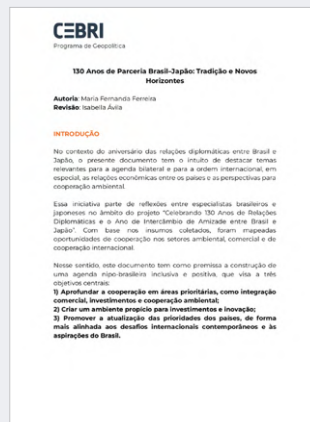 CEBRI
Programa de Geopolítica
130 Anos de Parceria Brasil-Japão: Tradição e Novos
Horizontes
Autoria: Maria Fernanda Ferreira
Revisão: Isabella Ávila
INTRODUÇÃO
No contexto do aniversário das relações diplomáticas entre Brasil e
Japão, o presente documento tem o intuito de destacar temas
relevantes para a agenda bilateral e para a ordem internacional, em
especial, as relações econômicas entre os países e as perspectivas para
cooperação ambiental.
Essa iniciativa parte de reflexões entre especialistas brasileiros e
japoneses no âmbito do projeto "Celebrando 130 Anos de Relações
Diplomáticas e o Ano de Intercâmbio de Amizade entre Brasil e
Japão". Com base nos insumos coletados, foram mapeadas
oportunidades de cooperação nos setores ambiental, comercial e de
cooperação internacional.
Nesse sentido, este documento tem como premissa a construção de
uma agenda nipo-brasileira inclusiva e positiva, que visa a três
objetivos centrais:
1) Aprofundar a cooperação em áreas prioritárias, como integração
comercial, investimentos e cooperação ambiental;
2) Criar um ambiente propício para investimentos e inovação;
3) Promover a atualização das prioridades dos países, de forma
mais alinhada aos desafios internacionais contemporâneos e às
aspirações do Brasil.